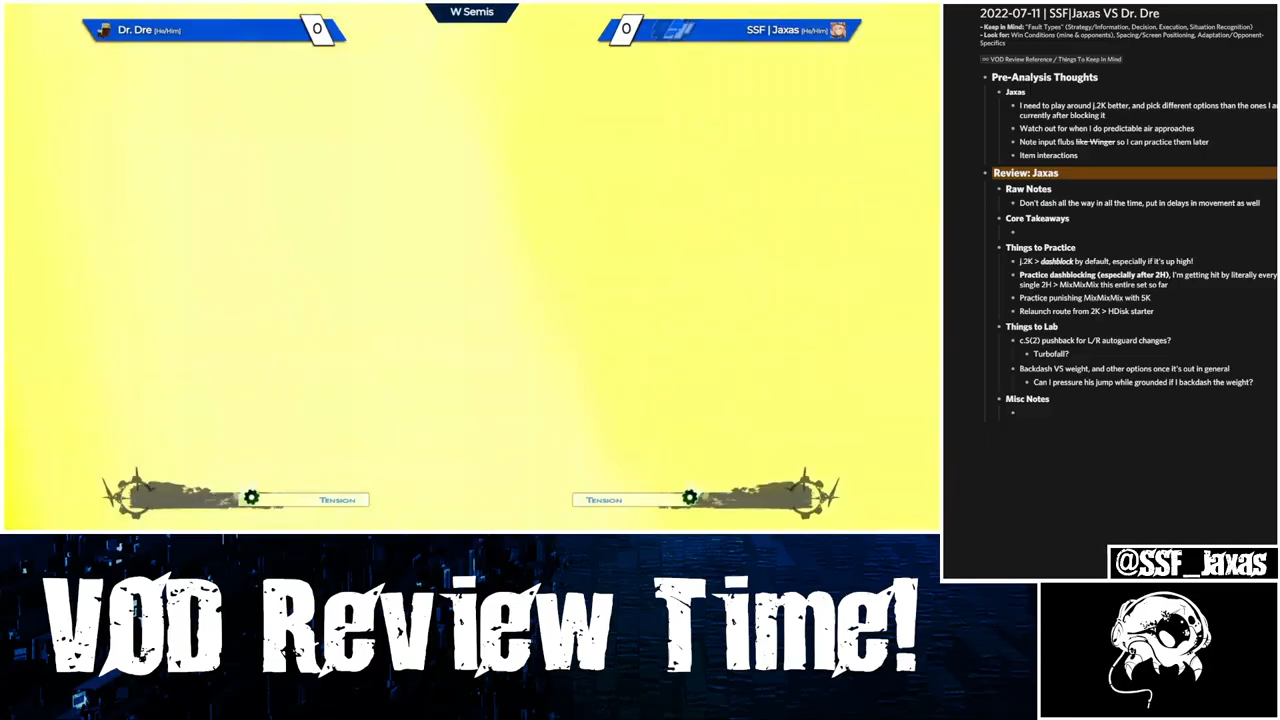 W Semis
Dr. Dre [He/Him]
0
0
SSF | Jaxas [He/Him]
TENSION
TENSION
VOD Review Time!
2022-07-11 | SSF|Jaxas VS Dr. Dre
- Keep in Mind: "Fault Types" (Strategy/Information, Decision, Execution, Situation Recognition)
- Look for: Win Conditions (mine & opponents), Spacing/Screen Positioning, Adaptation/Opponent-
Specifics
VOD Review Reference / Things To Keep In Mind
Pre-Analysis Thoughts
Jaxas
I need to play around j.2K better, and pick different options than the ones I a
currently after blocking it
Watch out for when I do predictable air approaches
Note input flubs like Winger so I can practice them later
Item interactions
Review: Jaxas
Raw Notes
Don't dash all the way in all the time, put in delays in movement as well
Core Takeaways
Things to Practice
j.2K > dashblock by default, especially if it's up high!
Practice dashblocking (especially after 2H), I'm getting hit by literally every
single 2H > MixMixMix this entire set so far
Practice punishing MixMixMix with 5K
Relaunch route from 2K > HDisk starter
Things to Lab
c.S(2) pushback for L/R autoguard changes?
Turbofall?
Backdash VS weight, and other options once it's out in general
Can I pressure his jump while grounded if I backdash the weight?
Misc Notes
@SSF_Jaxas